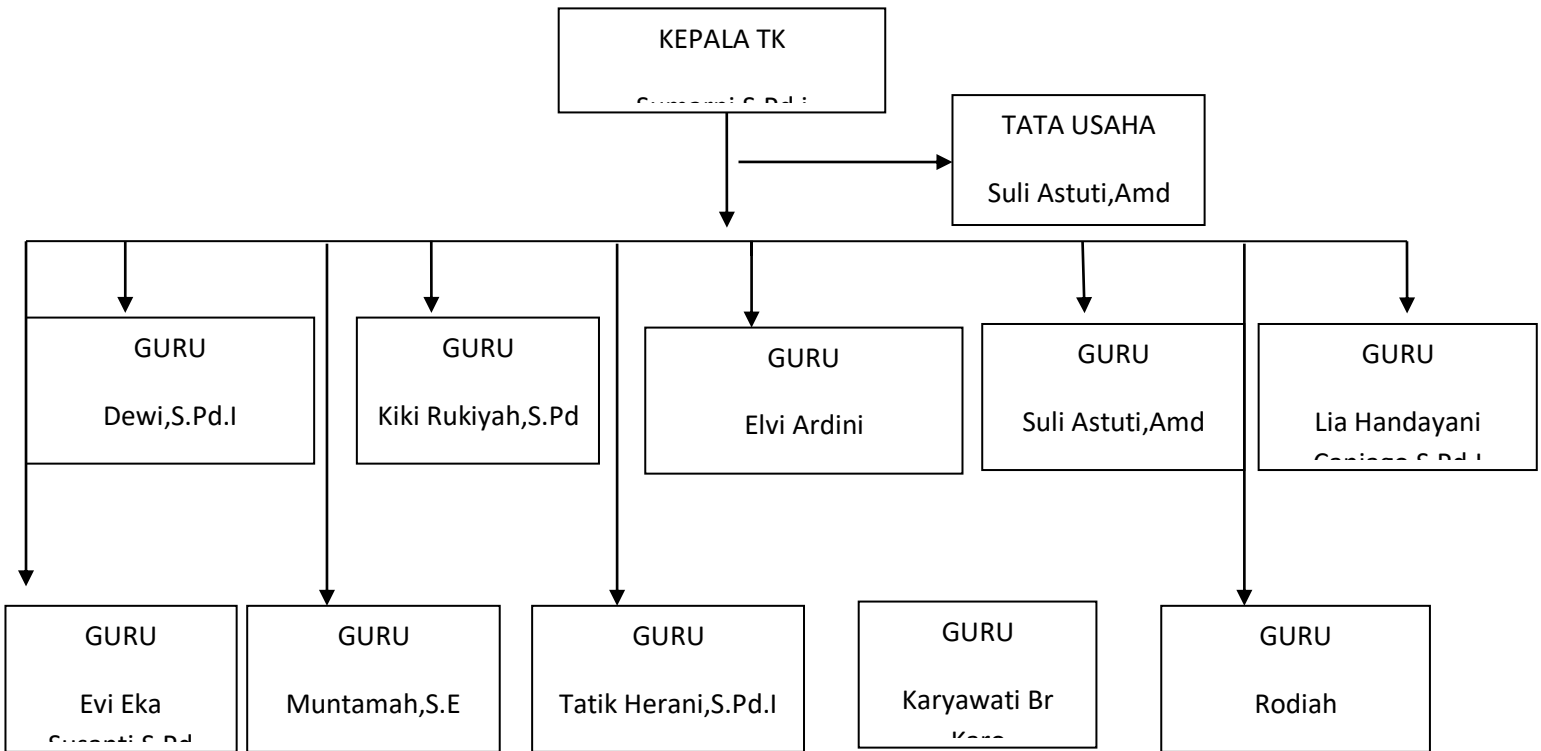 KEPALA TK
TATA USAHA
Suli Astuti,Amd
GURU
Dewi,S.Pd.I
GURU
Kiki Rukiyah,S.Pd
GURU
Elvi Ardini
GURU
Suli Astuti,Amd
GURU
Lia Handayani
GURU
Evi Eka
GURU
Muntamah,S.E
GURU
Tatik Herani,S.Pd.I
GURU
Karyawati Br
GURU
Rodiah